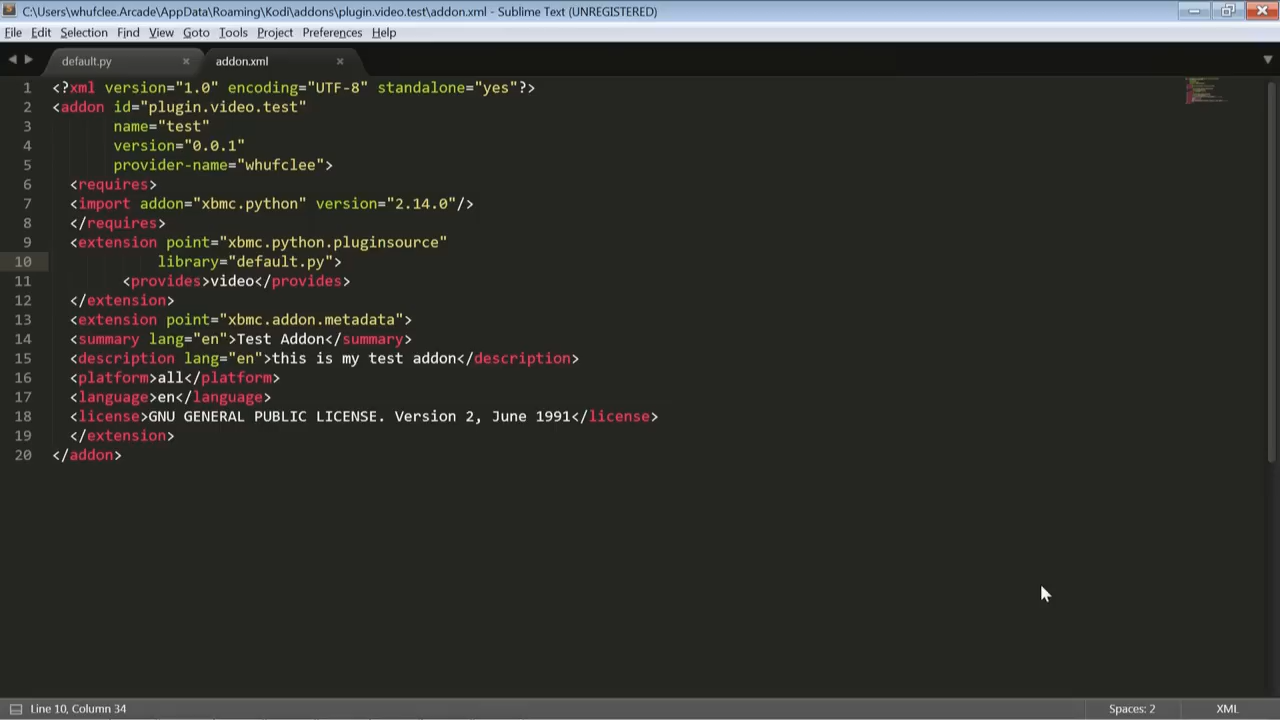 C:\Users\whufclee.Arcade\AppData\Roaming\Kodi\addons\plugin.video.test\addon.xml - Sublime Text (UNREGISTERED)
File Edit Selection Find View Goto Tools Project Preferences Help
default.py addon.xml
1 <?xml version="1.0" encoding="UTF-8" standalone="yes"?>
2 <addon id="plugin.video.test"
3 name="test"
4 version="0.0.1"
5 provider-name="whufclee">
6 <requires>
7 <import addon="xbmc.python" version="2.14.0"/>
8 </requires>
9 <extension point="xbmc.python.pluginsource"
10 library="default.py">
11 <provides>video</provides>
12 </extension>
13 <extension point="xbmc.addon.metadata">
14 <summary lang="en">Test Addon</summary>
15 <description lang="en">this is my test addon</description>
16 <platform>all</platform>
17 <language>en</language>
18 <license>GNU GENERAL PUBLIC LICENSE. Version 2, June 1991</license>
19 </extension>
20 </addon>
Line 10, Column 34 Spaces: 2 XML